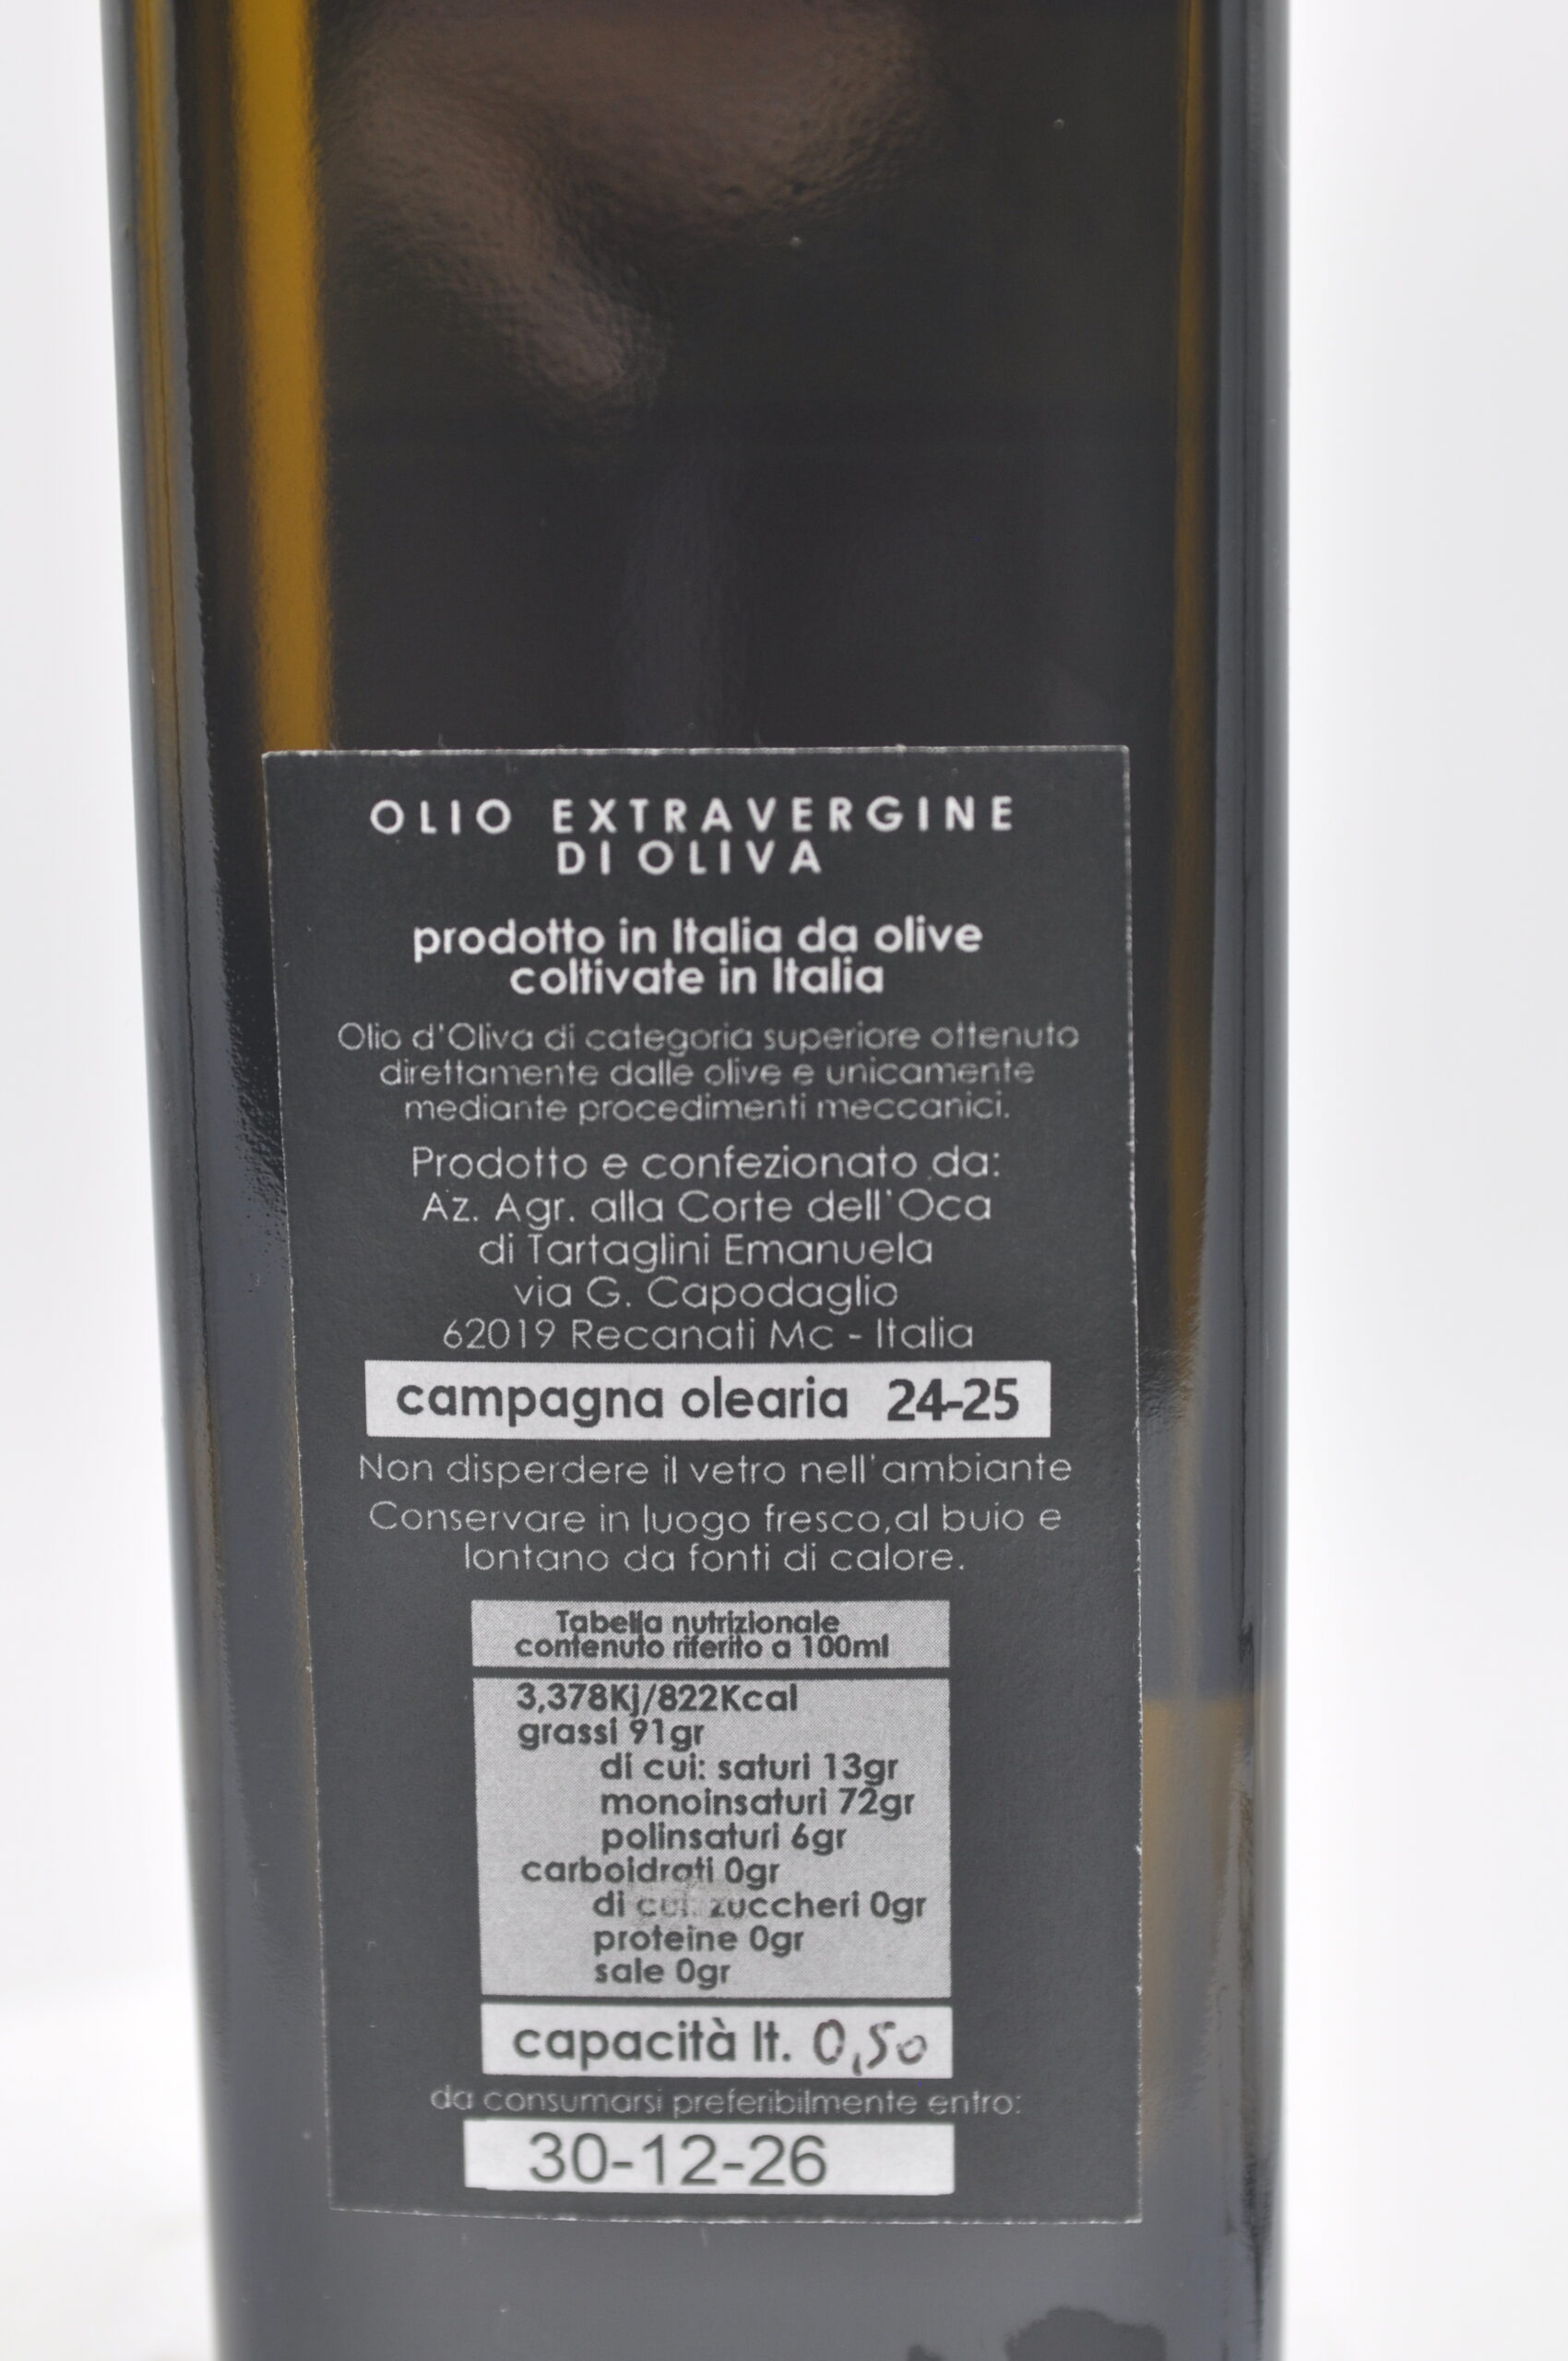 OLIO EXTRAVERGINE
DI OLIVA
prodotto in Italia da olive
coltivate in Italia
Olio d'Oliva di categoria superiore ottenuto
direttamente dalle olive e unicamente
mediante procedimenti meccanici.
Prodotto e confezionato da:
Az. Agr. alla Corte dell'Oca
di Tartaglini Emanuela
via G. Capodaglio
62019 Recanati Mc - Italia
campagna olearia 24-25
Non disperdere il vetro nell'ambiante
Conservare in luogo fresco,al buio e
lontano da fonti di calore.
Tabella nutrizionale
contenuto riferito a 100ml
3,378Kj/822Kcal
grassi 91gr
di cui: saturi 13gr
monoinsaturi 72gr
polinsaturi 6gr
carboidrati 0gr
di cui: zuccheri 0gr
proteine 0gr
sale 0gr
capacità lt. 0,50
da consumarsi preferibilmente entro:
30-12-26